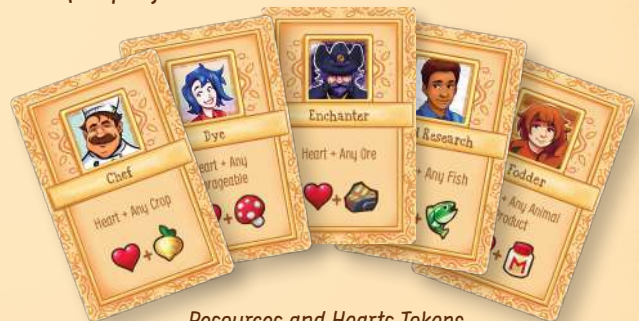 Chef
Heart + Any Crop
Dye
Any
Enchanter
Heart + Any Ore
Research
+ Any Fish
Fodder
+ Any Animal
Product
M
Resources and Hearts Tokens